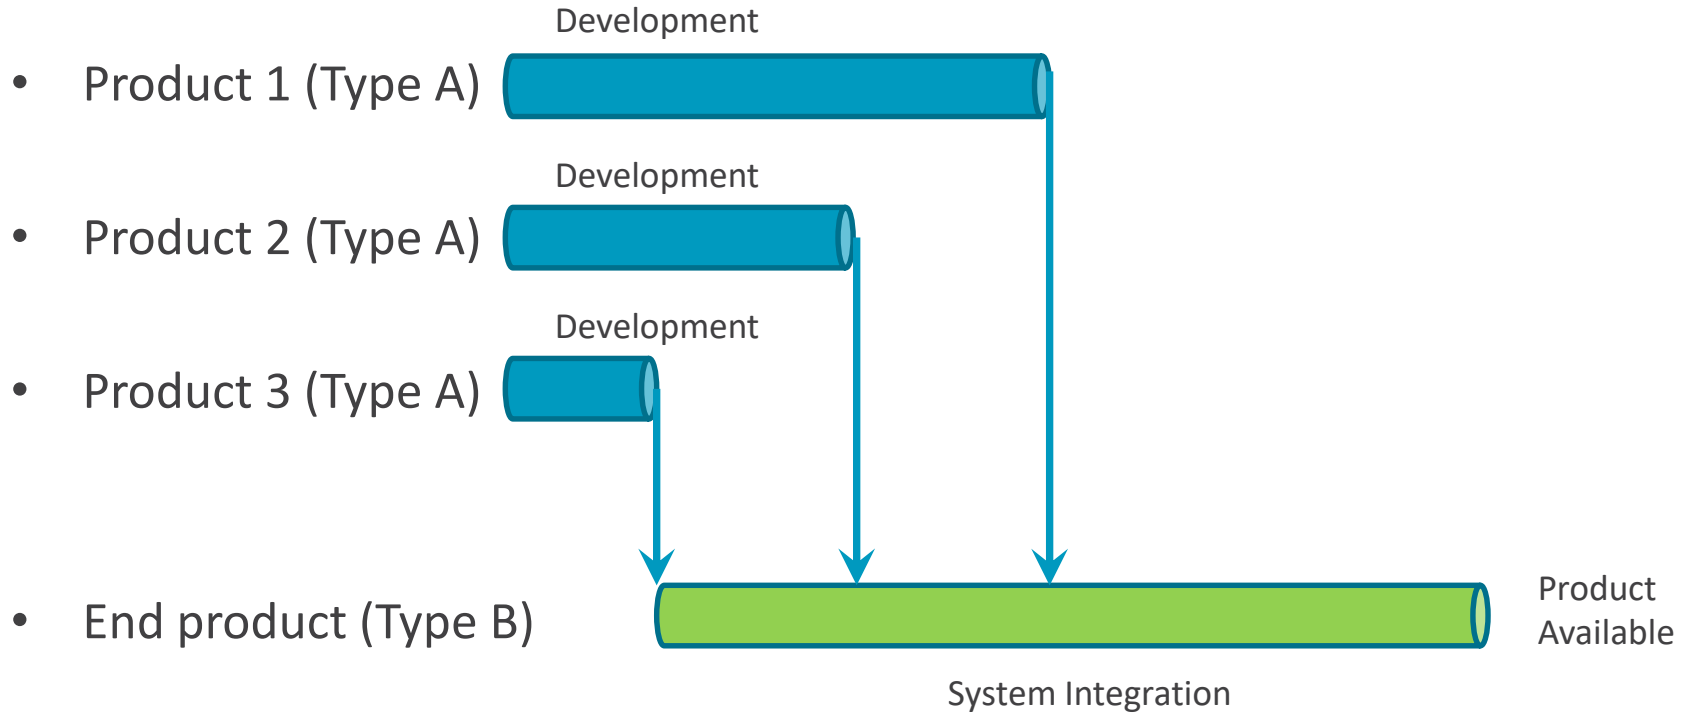 Development
• Product 1 (Type A)
Development
• Product 2 (Type A)
Development
• Product 3 (Type A)
• End product (Type B)
Product
Available
System Integration